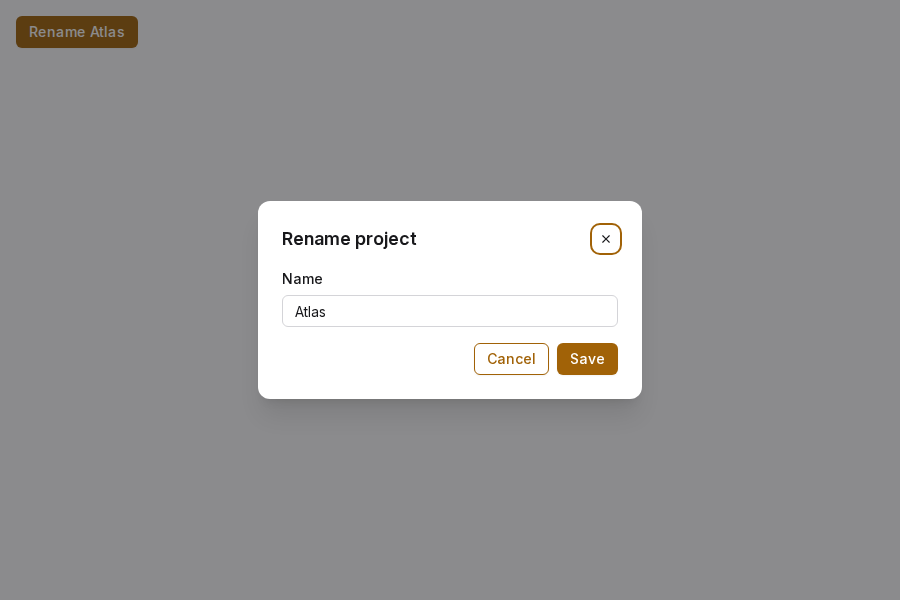 Rename Atlas
Rename project
Name
Atlas
Cancel
Save